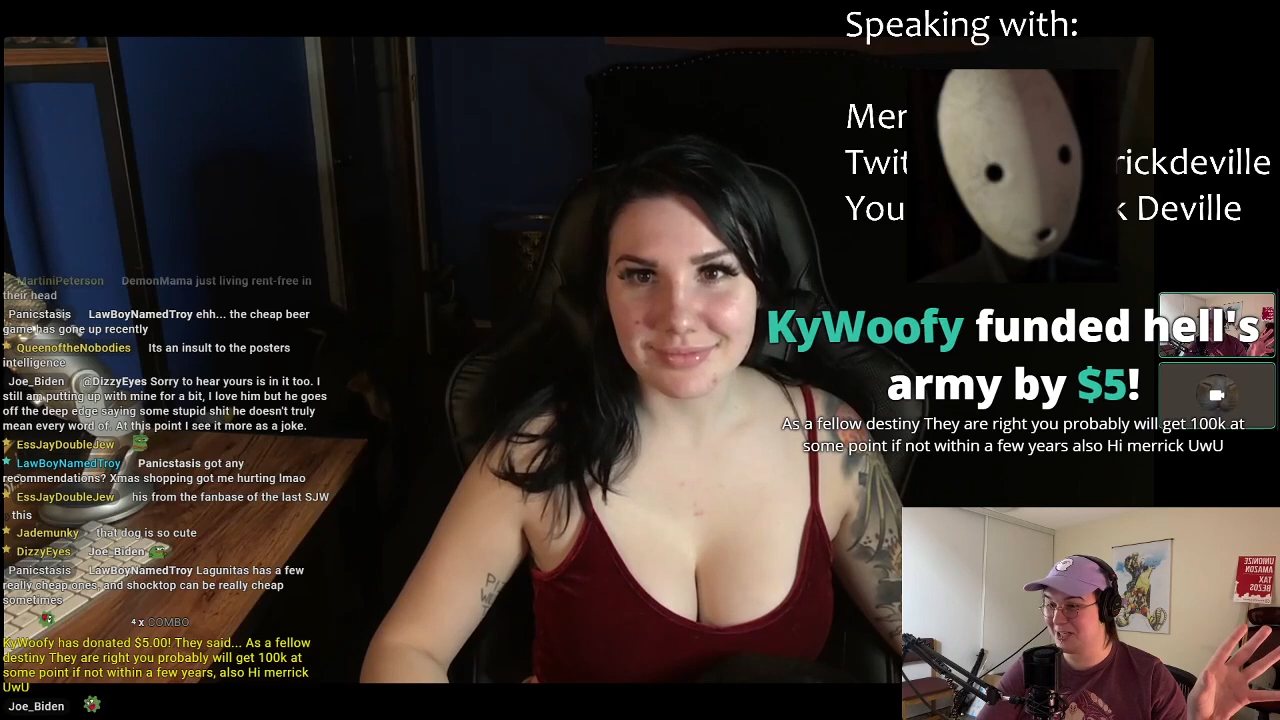 Speaking with:
Mer
Twit rickdeville
You k Deville
KyWoofy funded hell's
army by $5!
As a fellow destiny They are right you probably will get 100k at
some point if not within a few years also Hi merrick UwU
MartiniPeterson DemonMama just living rent-free in
their head
Panicstasis LawBoyNamedTroy ehh... the cheap beer
game has gone up recently
QueenoftheNobodies Its an insult to the posters
intelligence
Joe_Biden @DizzyEyes Sorry to hear yours is in it too. I
still am putting up with mine for a bit, I love him but he goes
off the deep edge saying some stupid shit he doesn't truly
mean every word of. At this point I see it more as a joke.
EssJayDoubleJew
LawBoyNamedTroy Panicstasis got any
recommendations? Xmas shopping got me hurting lmao
EssJayDoubleJew his from the fanbase of the last SJW
this
Jademunky that dog is so cute
DizzyEyes Joe_Biden
Panicstasis LawBoyNamedTroy Lagunitas has a few
really cheap ones, and shocktop can be really cheap
sometimes
4 x COMBO
KyWoofy has donated $5.00! They said... As a fellow
destiny They are right you probably will get 100k at
some point if not within a few years, also Hi merrick
UwU
Joe_Biden
UNIONIZE
AMAZON
TAX
BEZOS